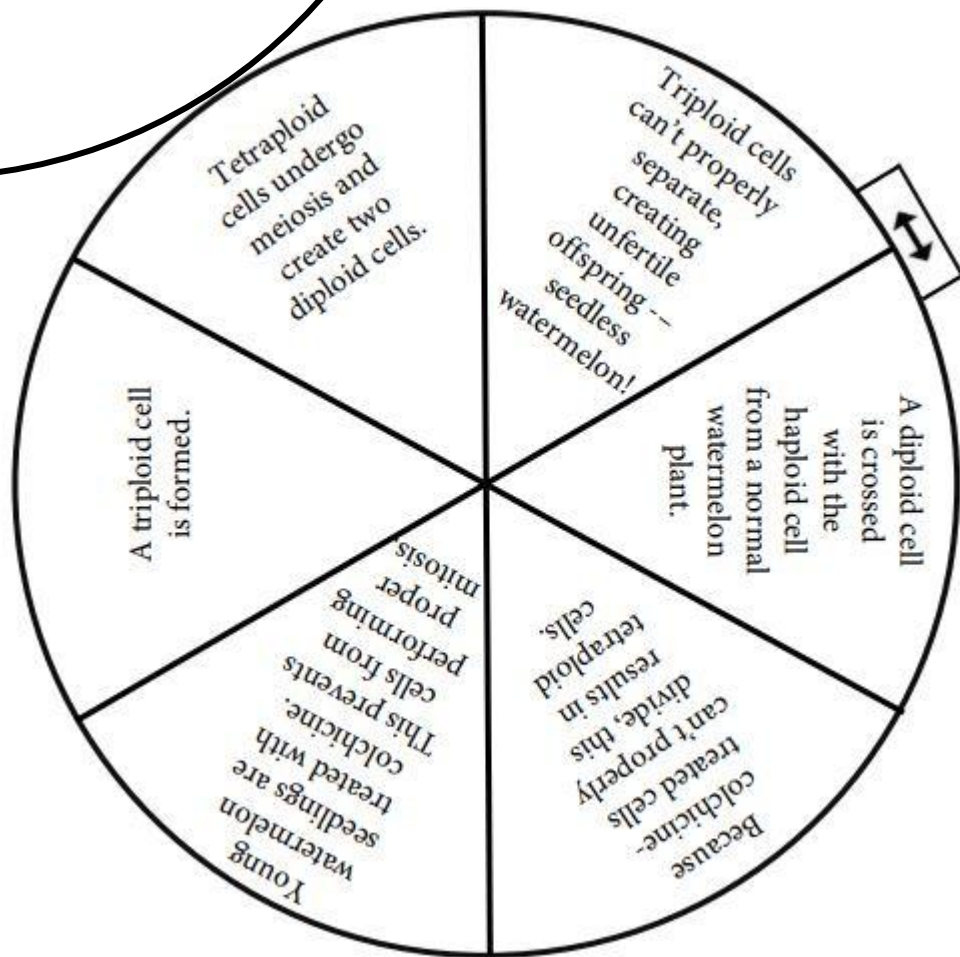 Tetraploid
cells undergo
meiosis and
create two
diploid cells.
Triploid cells
can't properly
separate,
creating
unfertile
offspring --
seedless
watermelon!
A diploid cell
is crossed
with the
haploid cell
from a normal
watermelon
plant.
Because
colchicine-
treated cells
can't properly
divide, this
results in
tetraploid
cells.
Young
watermelon
seedlings are
treated with
colchicine.
This prevents
cells from
performing
proper
mitosis.
A triploid cell
is formed.